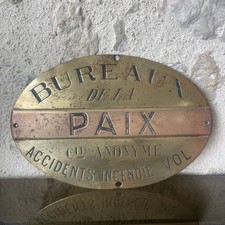 BUREAUX
DE LA
PAIX
CIE ANONYME
ACCIDENTS INCENDIE VOL